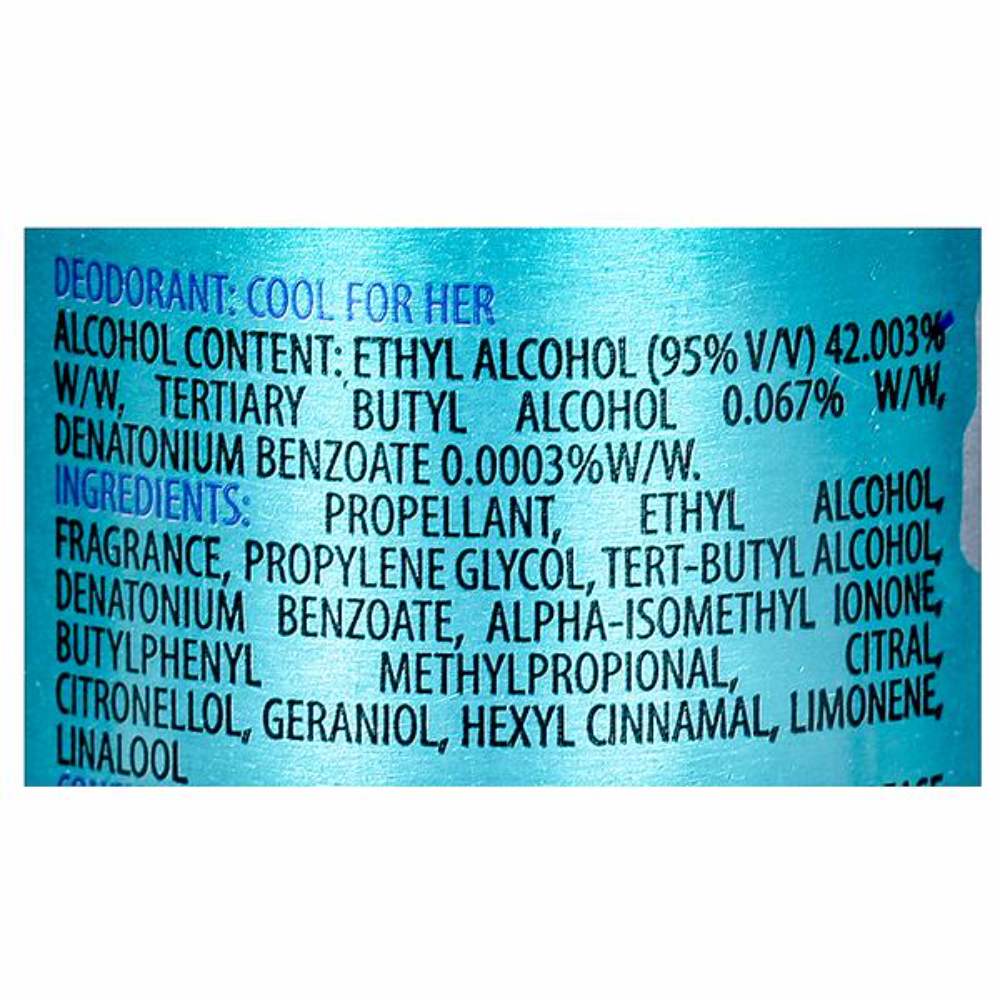 DEODORANT: COOL FOR HER
ALCOHOL CONTENT: ETHYL ALCOHOL (95% V/V) 42.003%
W/W, TERTIARY BUTYL ALCOHOL 0.067% W/W,
DENATONIUM BENZOATE 0.0003%W/W.
INGREDIENTS: PROPELLANT, ETHYL ALCOHOL,
FRAGRANCE, PROPYLENE GLYCOL, TERT-BUTYL ALCOHOL,
DENATONIUM BENZOATE, ALPHA-ISOMETHYL IONONE,
BUTYLPHENYL METHYLPROPIONAL, CITRAL,
CITRONELLOL, GERANIOL, HEXYL CINNAMAL, LIMONENE,
LINALOOL